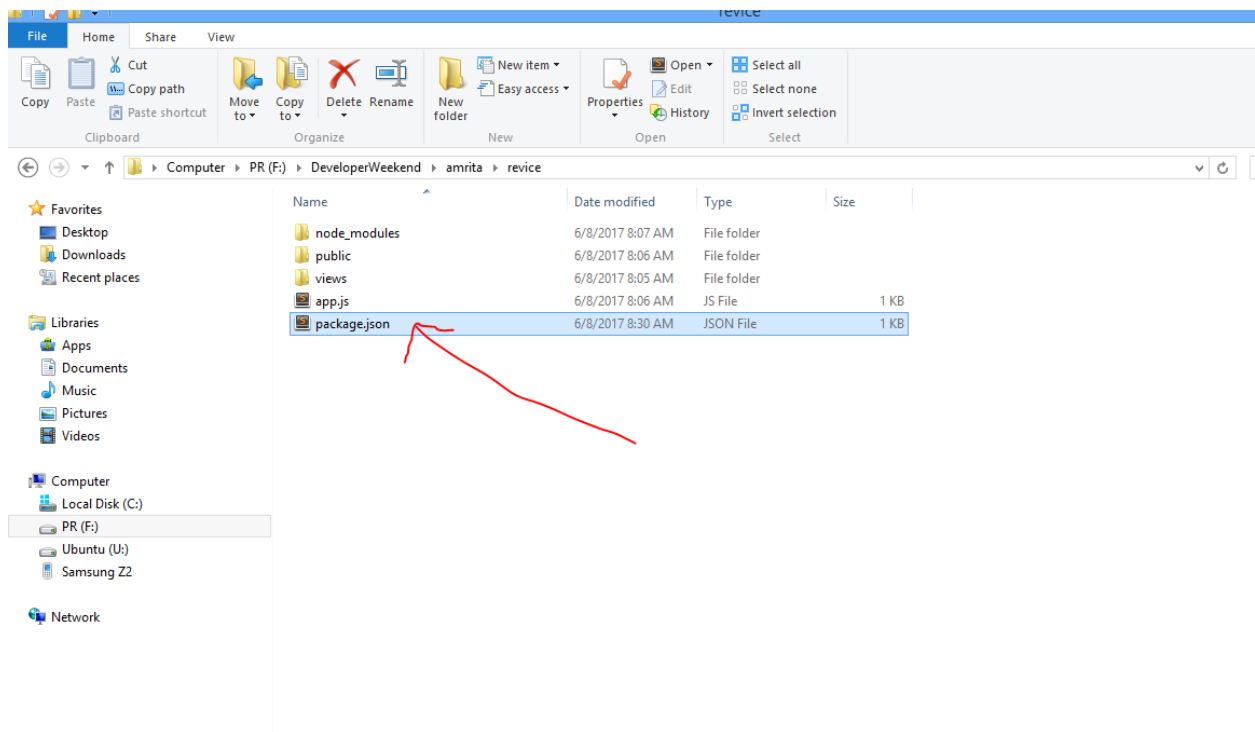 revice
File Home Share View
Copy
Paste
Cut
Copy path
Paste shortcut
Clipboard
Move to
Copy to
Delete
Rename
Organize
New folder
New item
Easy access
New
Properties
Open
Edit
History
Open
Select all
Select none
Invert selection
Select
Computer PR (F:) DeveloperWeekend amrita revice
Favorites
Desktop
Downloads
Recent places
Libraries
Apps
Documents
Music
Pictures
Videos
Computer
Local Disk (C:)
PR (F:)
Ubuntu (U:)
Samsung Z2
Network
Name Date modified Type Size
node_modules 6/8/2017 8:07 AM File folder
public 6/8/2017 8:06 AM File folder
views 6/8/2017 8:05 AM File folder
app.js 6/8/2017 8:06 AM JS File 1 KB
package.json 6/8/2017 8:30 AM JSON File 1 KB